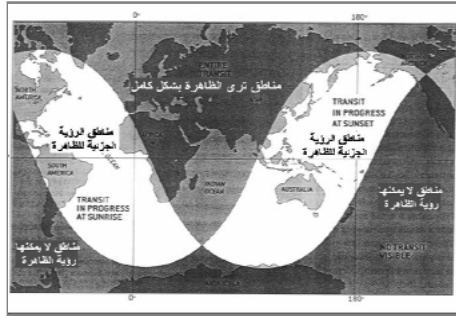 0°
180°
ENTIRE
TRANSIT
مناطق ترى الظاهرة بشكل كامل
NORTH
AMERICA
AMERICA
مناطق الرؤية
الجزئية للظاهرة
TRANSIT
IN PROGRESS
AT SUNSET
مناطق الرؤية
الجزئية للظاهرة
OCEAN
SOUTH
AMERICA
INDIAN
OCEAN
AUSTRALIA
مناطق لا يمكنها
رؤية الظاهرة
TRANSIT
IN PROGRESS
AT SUNRISE
مناطق لا يمكنها
رؤية الظاهرة
NO TRANSIT
VISIBLE
0°
180°